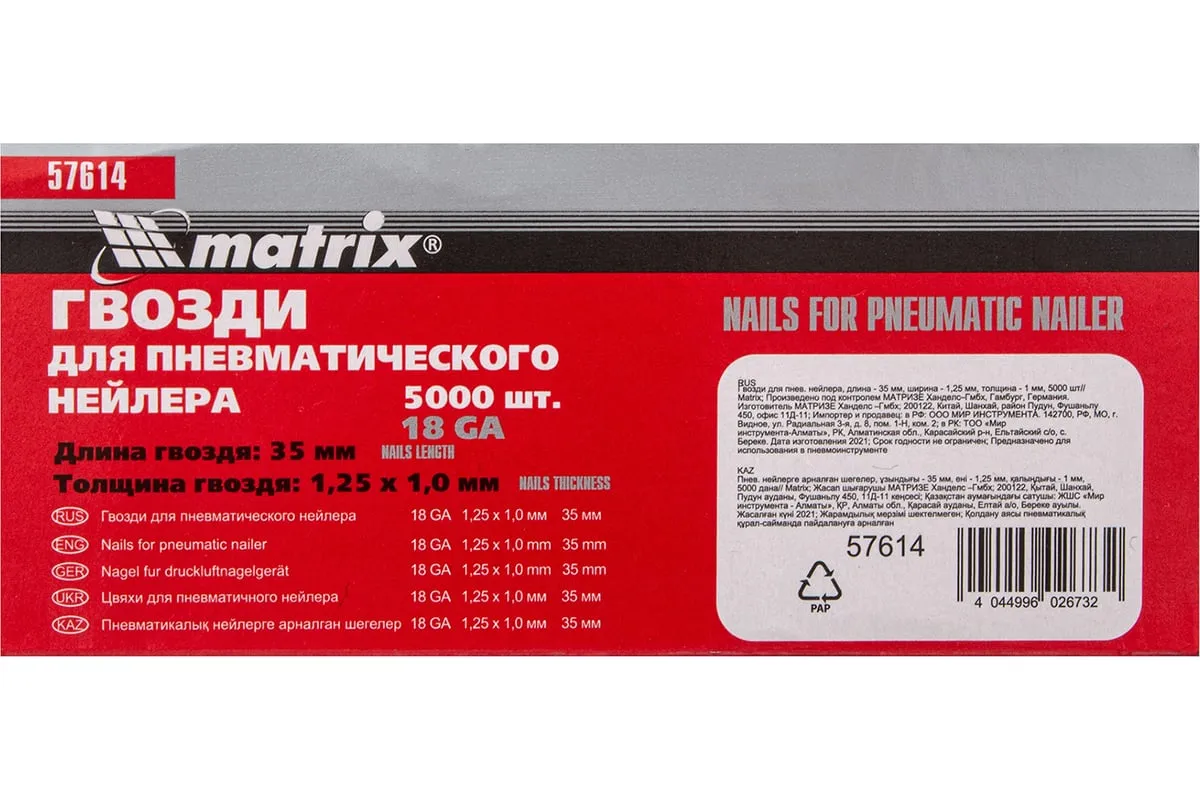 57614
matrix®
ГВОЗДИ
ДЛЯ ПНЕВМАТИЧЕСКОГО
НЕЙЛЕРА
5000 шт.
18 GA
Длина гвоздя: 35 мм NAILS LENGTH
Толщина гвоздя: 1,25 x 1,0 мм NAILS THICKNESS
RUS Гвозди для пневматического нейлера 18 GA 1,25 x 1,0 мм 35 мм
ENG Nails for pneumatic nailer 18 GA 1,25 x 1,0 mm 35 mm
GER Nagel fur druckluftnagelgerät 18 GA 1,25 x 1,0 mm 35 mm
UKR Цвяхи для пневматичного нейлера 18 GA 1,25 x 1,0 мм 35 мм
KAZ Пневматикалық нейлерге арналған шегелер 18 GA 1,25 x 1,0 мм 35 мм
NAILS FOR PNEUMATIC NAILER
RUS
Гвозди для пнев. нейлера, длина - 35 мм, ширина - 1,25 мм, толщина - 1 мм, 5000 шт//
Matrix; Произведено под контролем МАТРИЗЕ Ханделс–Гмбх, Гамбург, Германия.
Изготовитель МАТРИЗЕ Ханделс –Гмбх; 200122, Китай, Шанхай, район Пудун, Фушаньлу
450, офис 11Д-11; Импортер и продавец: в РФ: ООО МИР ИНСТРУМЕНТА. 142700, РФ, МО, г.
Видное, ул. Радиальная 3-я, д. 8, пом. 1-Н, ком. 2; в РК: ТОО «Мир
инструмента-Алматы», РК, Алматинская обл., Карасайский р-н, Ельтайский с/о, с.
Береке. Дата изготовления 2021; Срок годности не ограничен; Предназначено для
использования в пневмоинструменте
KAZ
Пнев. нейлерге арналған шегелер, ұзындығы - 35 мм, ені - 1,25 мм, қалыңдығы - 1 мм,
5000 дана// Matrix; Жасап шығарушы МАТРИЗЕ Ханделс –Гмбх; 200122, Қытай, Шанхай,
Пудун ауданы, Фушаньлу 450, 11Д-11 кеңсесі; Қазақстан аумағындағы сатушы: ЖШС «Мир
инструмента - Алматы», ҚР, Алматы обл., Қарасай ауданы, Елтай а/о, Береке ауылы.
Жасалған күні 2021; Жарамдылық мерзімі шектелмеген; Қолдану аясы пневматикалық
құрал-сайманда пайдалануға арналған
57614
PAP
4 044996 026732